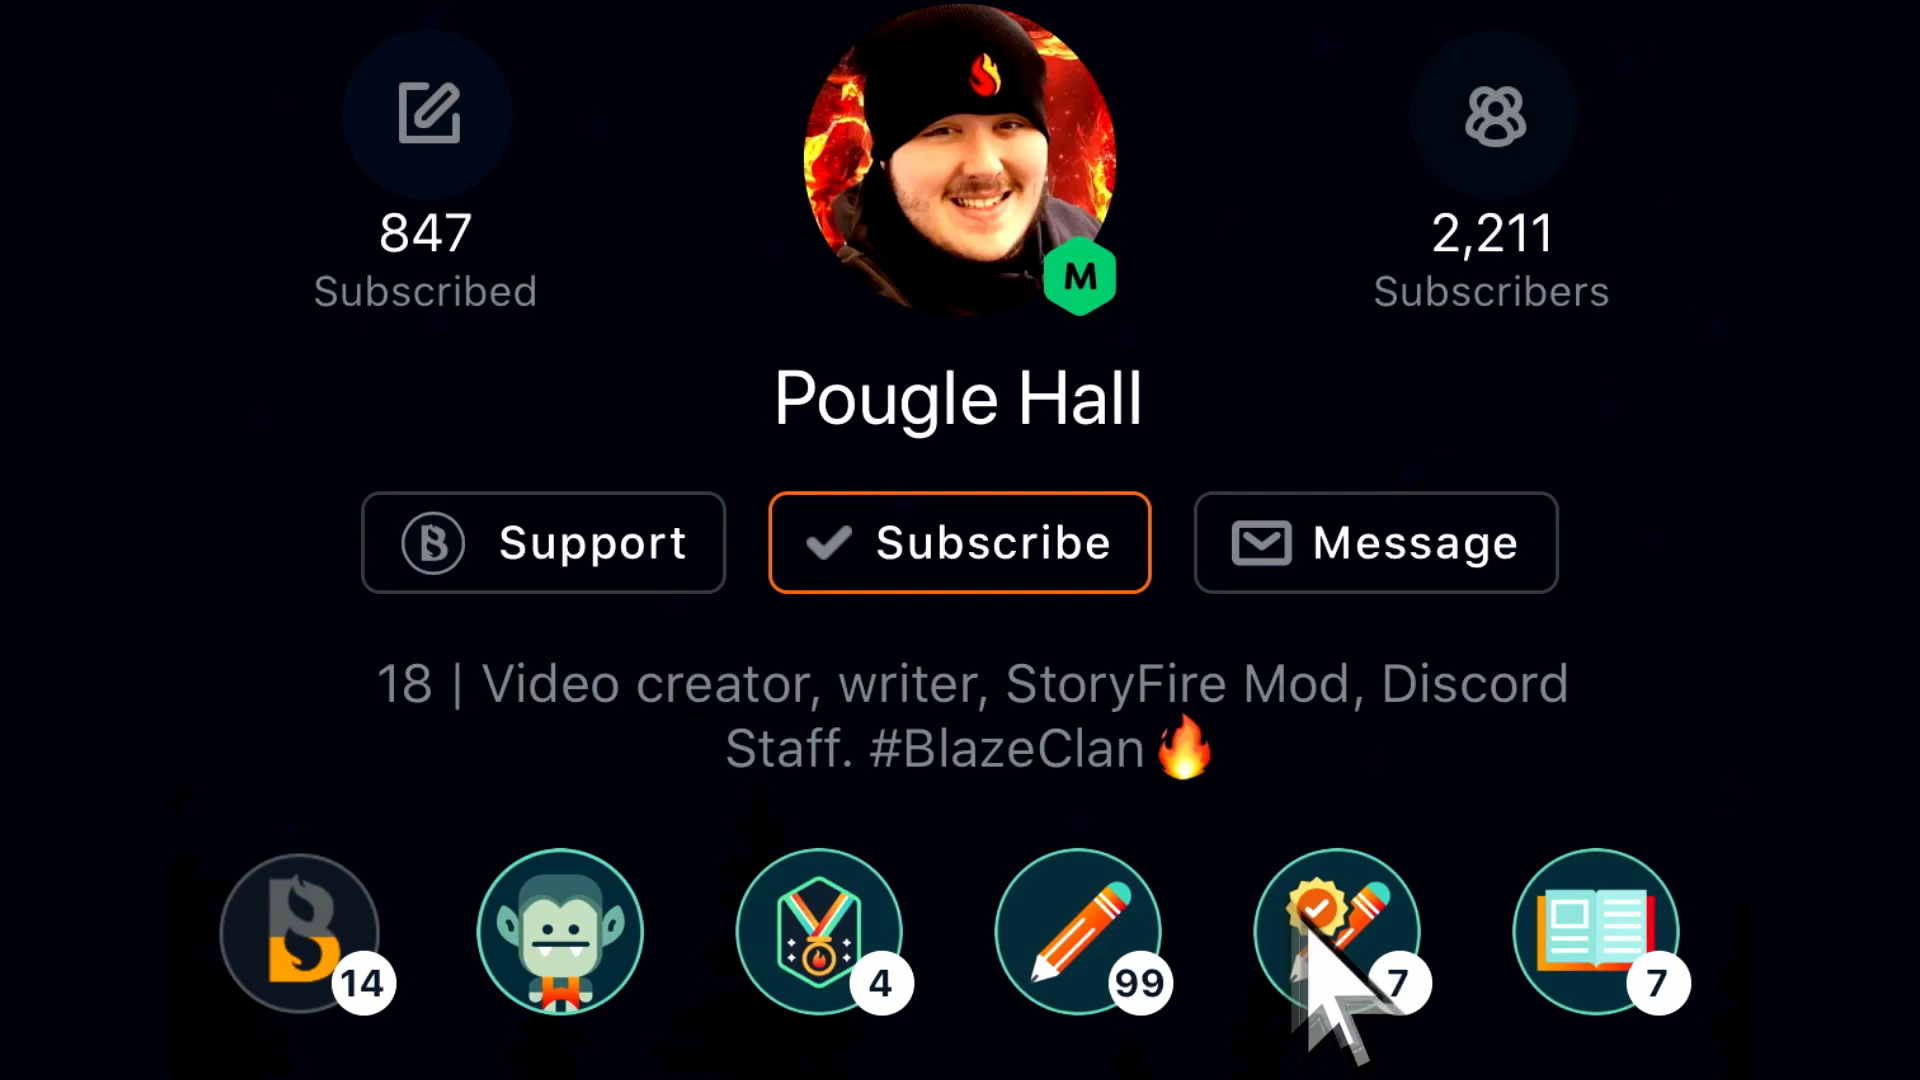 847
Subscribed
M
2,211
Subscribers
Pougle Hall
B Support
Subscribe
Message
18 | Video creator, writer, StoryFire Mod, Discord
Staff. #BlazeClan🔥
B 14
4
99
7
7